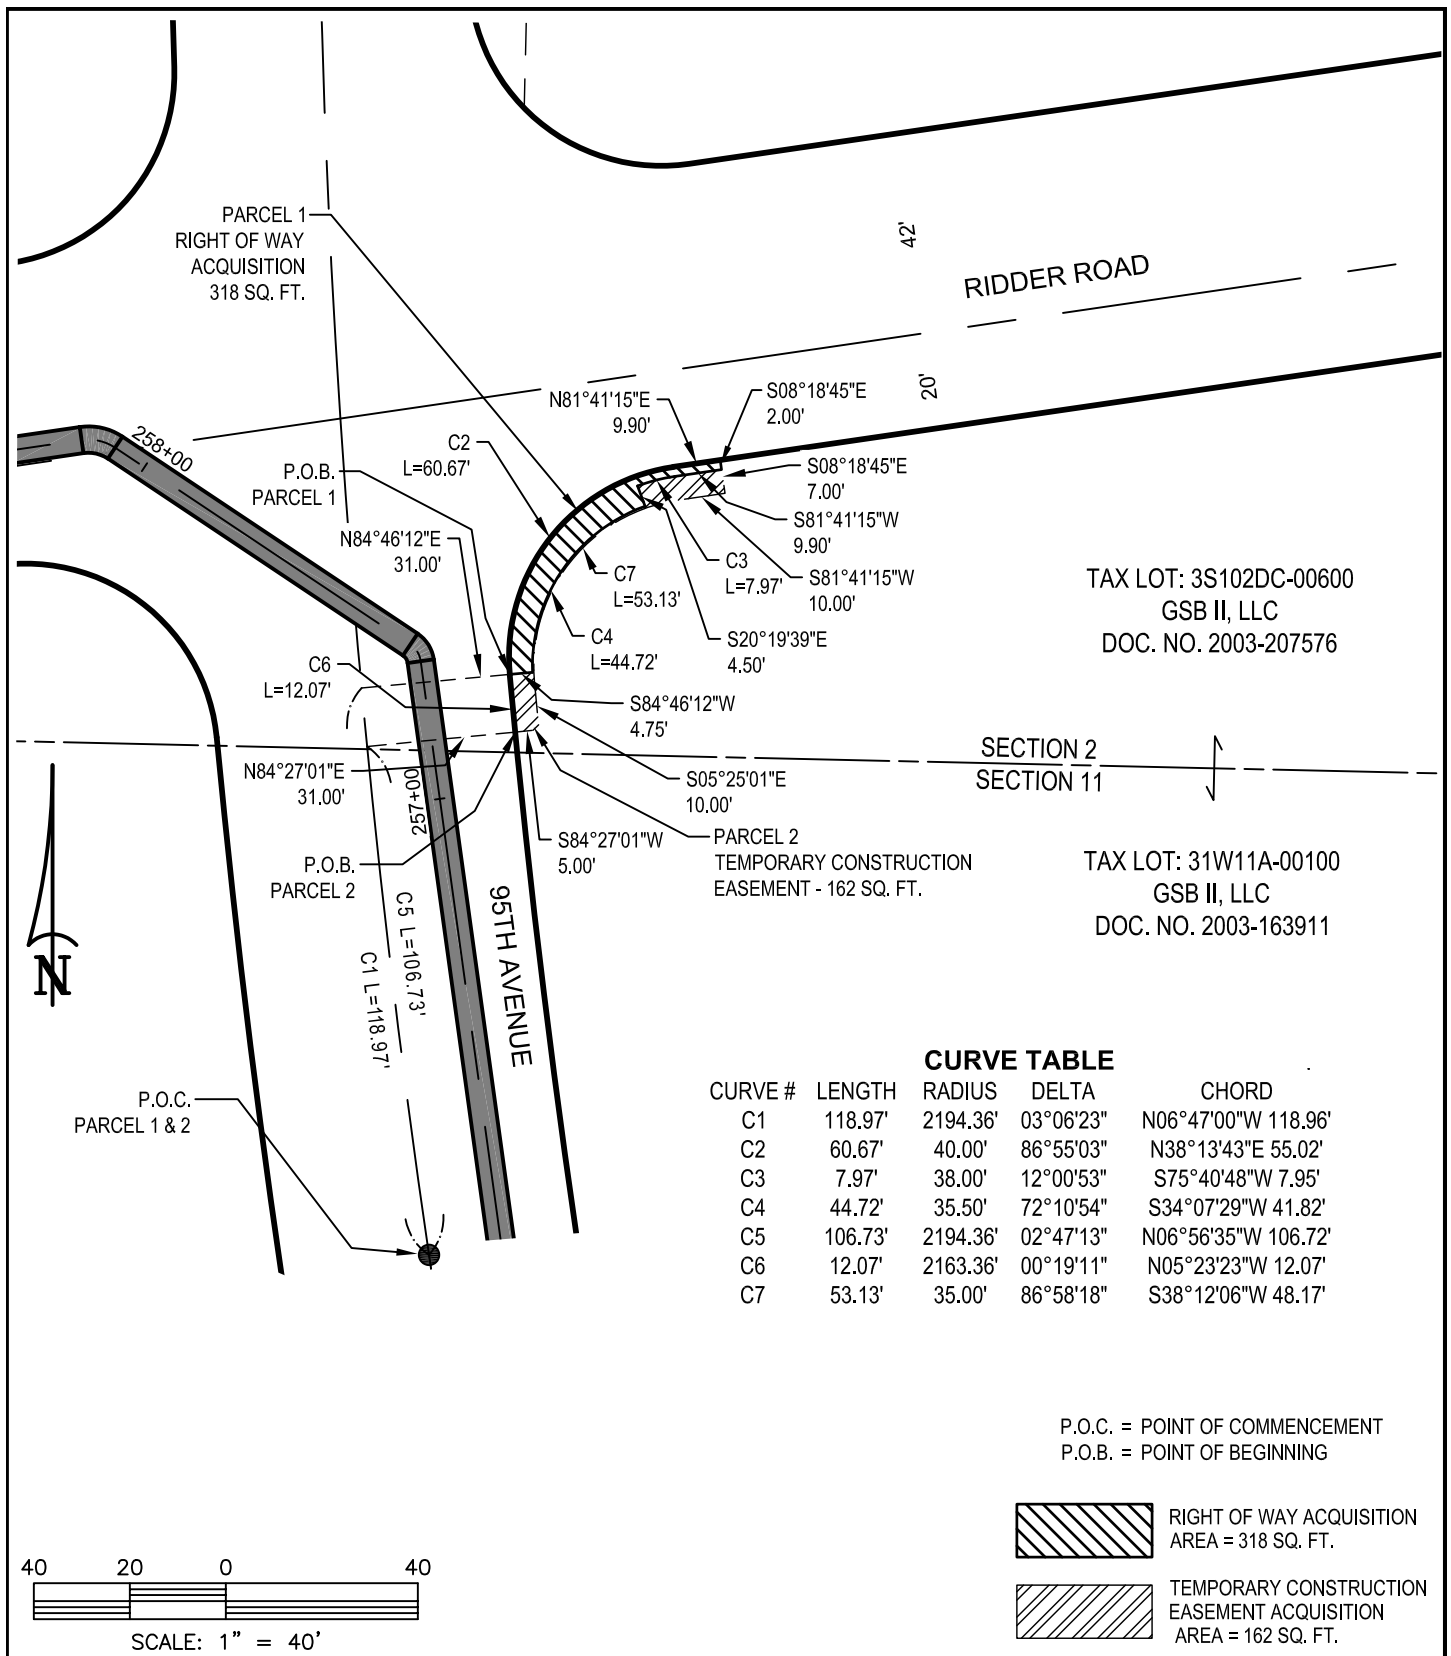 PARCEL 1
RIGHT OF WAY
ACQUISITION
318 SQ. FT.
42'
RIDDER ROAD
20'
N81°41'15"E
9.90'
S08°18'45"E
2.00'
258+00
C2
L=60.67'
P.O.B.
PARCEL 1
S08°18'45"E
7.00'
S81°41'15"W
9.90'
N84°46'12"E
31.00'
C7
L=53.13'
C3
L=7.97'
S81°41'15"W
10.00'
TAX LOT: 3S102DC-00600
GSB II, LLC
DOC. NO. 2003-207576
C4
L=44.72'
S20°19'39"E
4.50'
C6
L=12.07'
S84°46'12"W
4.75'
SECTION 2
SECTION 11
N84°27'01"E
31.00'
257+00
S05°25'01"E
10.00'
S84°27'01"W
5.00'
PARCEL 2
TEMPORARY CONSTRUCTION
EASEMENT - 162 SQ. FT.
P.O.B.
PARCEL 2
TAX LOT: 31W11A-00100
GSB II, LLC
DOC. NO. 2003-163911
95TH AVENUE
C5 L=106.73'
C1 L=118.97'
N
P.O.C.
PARCEL 1 & 2
CURVE TABLE
CURVE # LENGTH RADIUS DELTA CHORD
C1 118.97' 2194.36' 03°06'23" N06°47'00"W 118.96'
C2 60.67' 40.00' 86°55'03" N38°13'43"E 55.02'
C3 7.97' 38.00' 12°00'53" S75°40'48"W 7.95'
C4 44.72' 35.50' 72°10'54" S34°07'29"W 41.82'
C5 106.73' 2194.36' 02°47'13" N06°56'35"W 106.72'
C6 12.07' 2163.36' 00°19'11" N05°23'23"W 12.07'
C7 53.13' 35.00' 86°58'18" S38°12'06"W 48.17'
P.O.C. = POINT OF COMMENCEMENT
P.O.B. = POINT OF BEGINNING
RIGHT OF WAY ACQUISITION
AREA = 318 SQ. FT.
TEMPORARY CONSTRUCTION
EASEMENT ACQUISITION
AREA = 162 SQ. FT.
40 20 0 40
SCALE: 1" = 40'